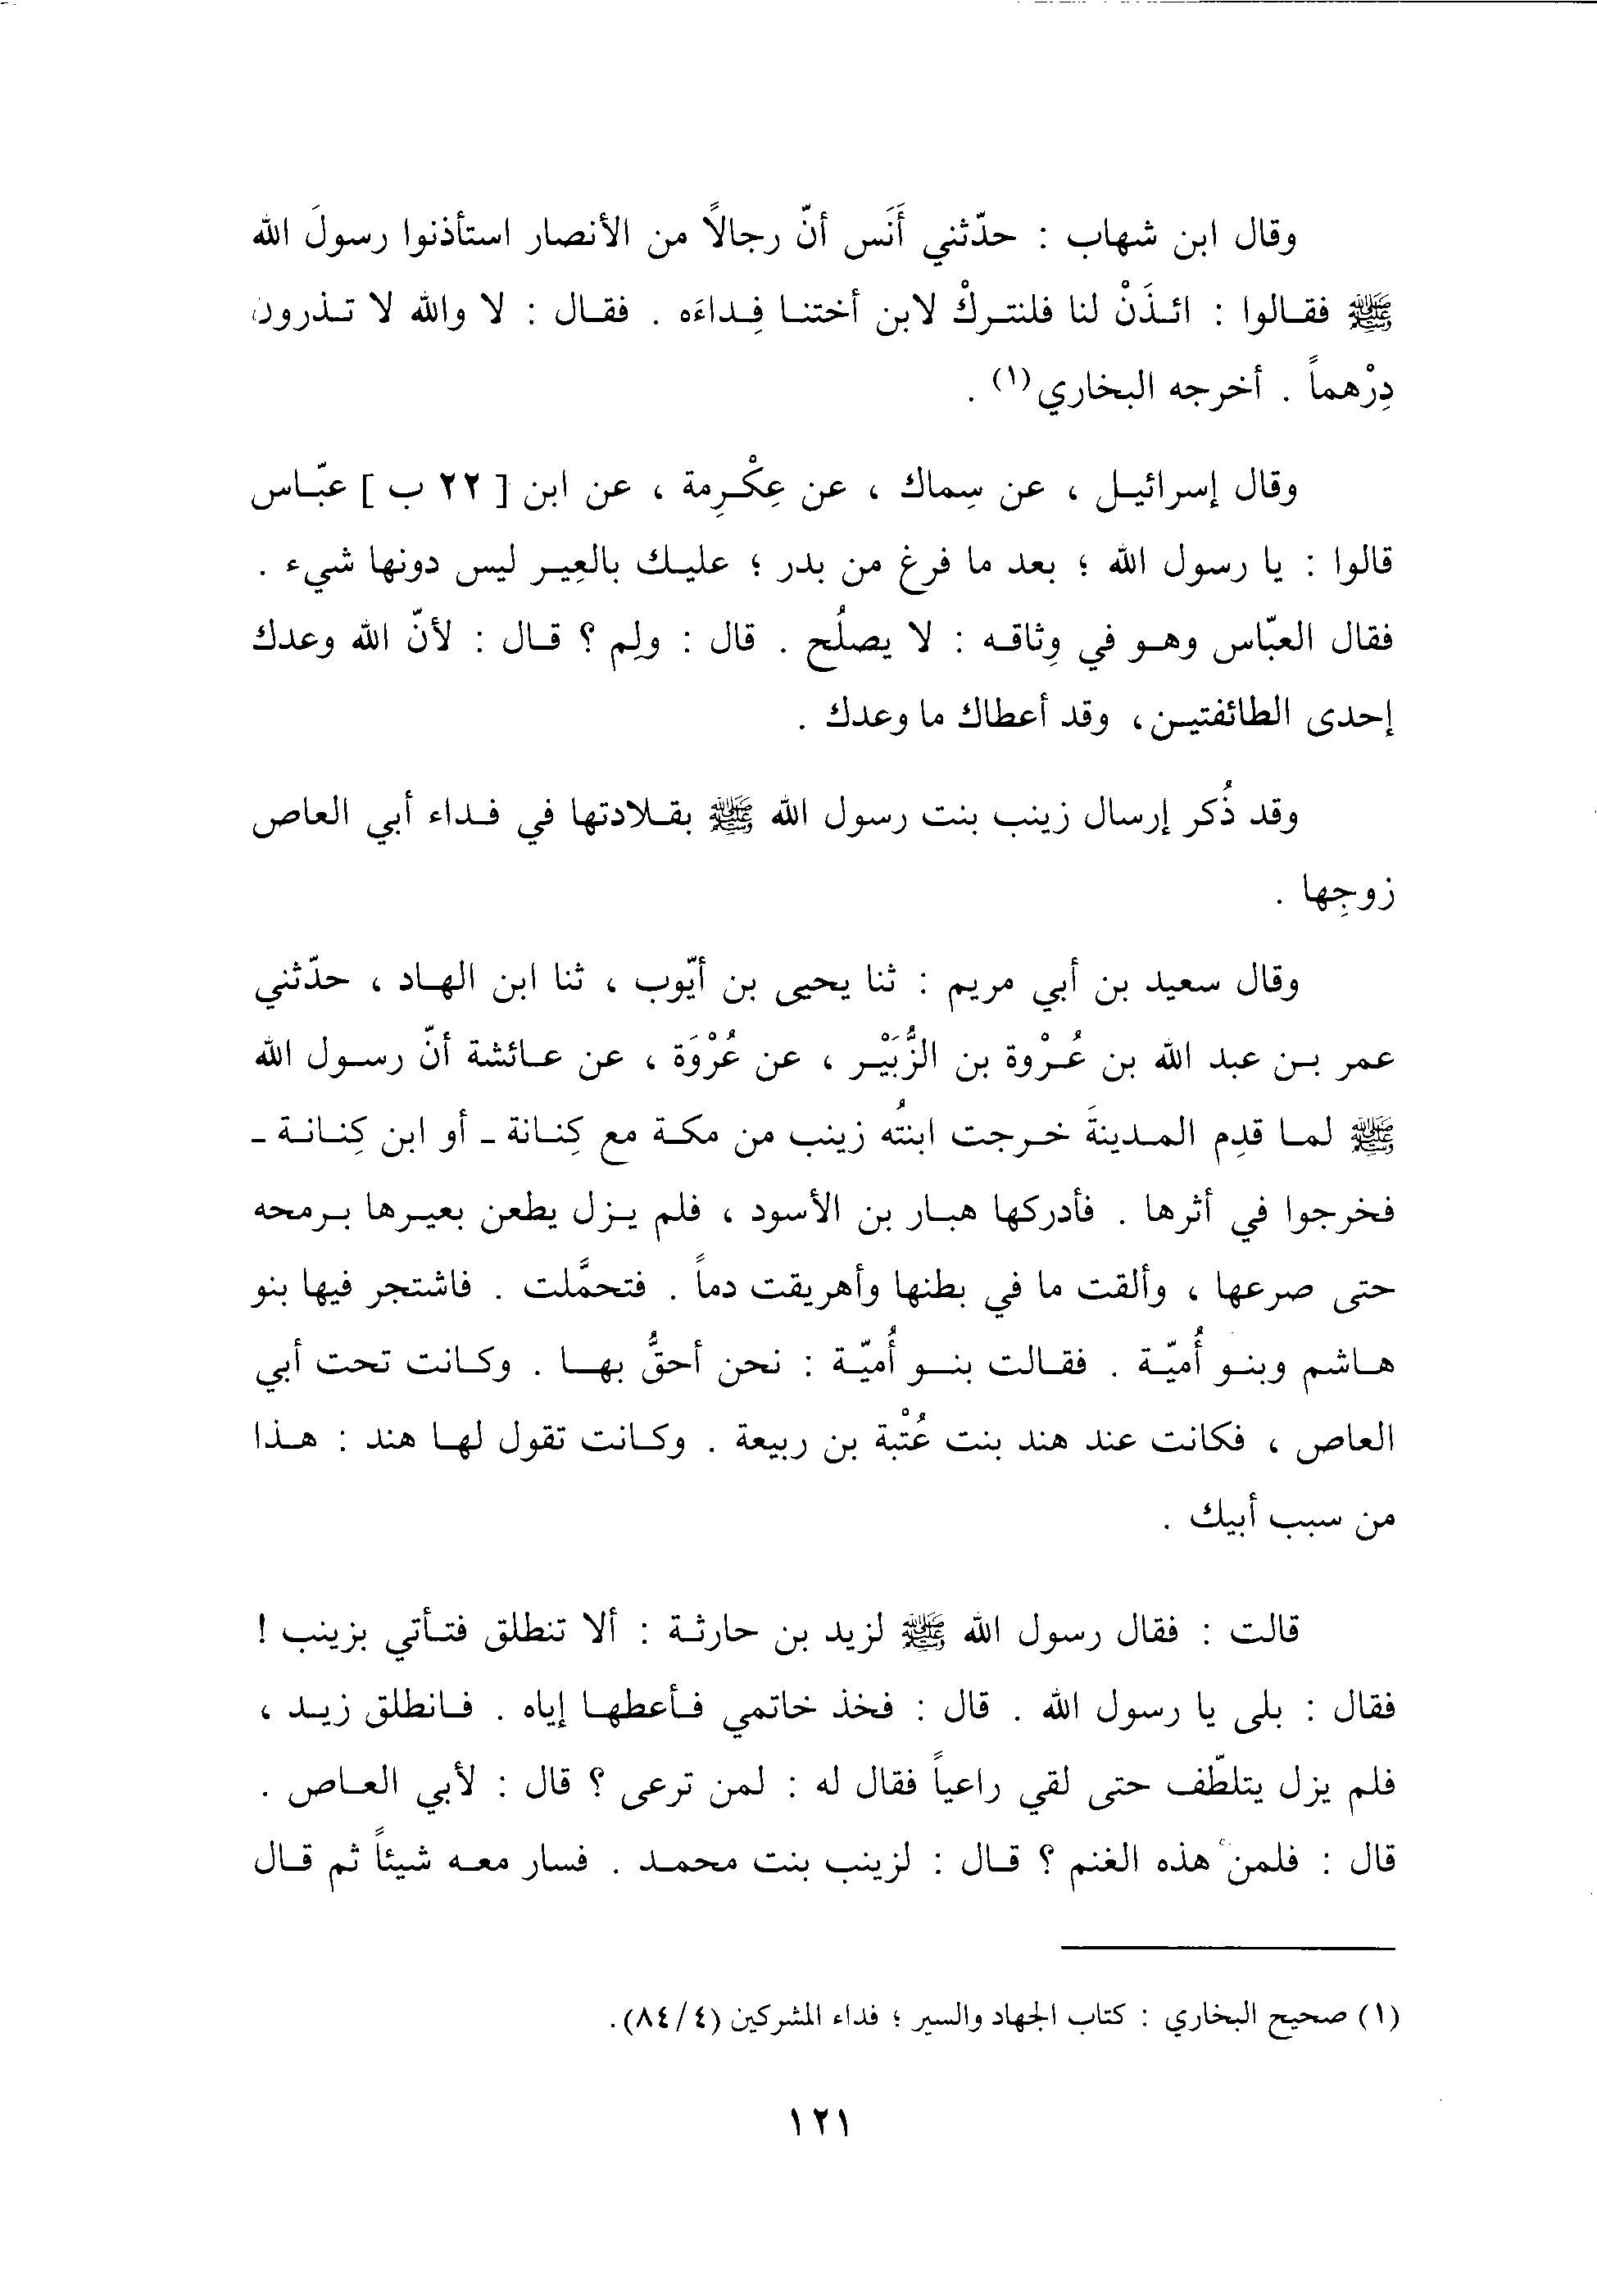 وقال ابن شهاب : حدّثني أَنَس أنّ رجالاً من الأنصار استأذنوا رسولَ الله
ﷺ فقالوا : ائذَنْ لنا فلنتركْ لابن أختنا فِداءَه . فقال : لا والله لا تذرون
دِرْهماً . أخرجه البخاري(١) .
وقال إسرائيل ، عن سِماك ، عن عِكْرِمة ، عن ابن [ ٢٢ ب ] عبّاس
قالوا : يا رسول الله ؛ بعد ما فرغ من بدر ؛ عليك بالعِير ليس دونها شيء .
فقال العبّاس وهو في وِثاقه : لا يصلُح . قال : ولِم ؟ قال : لأنّ الله وعدك
إحدى الطائفتين، وقد أعطاك ما وعدك .
وقد ذُكر إرسال زينب بنت رسول الله ﷺ بقلادتها في فداء أبي العاص
زوجِها .
وقال سعيد بن أبي مريم : ثنا يحيى بن أيّوب ، ثنا ابن الهاد ، حدّثني
عمر بن عبد الله بن عُرْوة بن الزُّبَيْر ، عن عُرْوَة ، عن عائشة أنّ رسول الله
ﷺ لما قدِم المدينةَ خرجت ابنتُه زينب من مكة مع كِنانة ـ أو ابن كِنانة ـ
فخرجوا في أثرها . فأدركها هبار بن الأسود ، فلم يزل يطعن بعيرها برمحه
حتى صرعها ، وألقت ما في بطنها وأهريقت دماً . فتحمَّلت . فاشتجر فيها بنو
هاشم وبنو أُميّة . فقالت بنو أُميّة : نحن أحقُّ بها . وكانت تحت أبي
العاص ، فكانت عند هند بنت عُتْبة بن ربيعة . وكانت تقول لها هند : هذا
من سبب أبيك .
قالت : فقال رسول الله ﷺ لزيد بن حارثة : ألا تنطلق فتأتي بزينب !
فقال : بلى يا رسول الله . قال : فخذ خاتمي فأعطها إياه . فانطلق زيد ،
فلم يزل يتلطّف حتى لقي راعياً فقال له : لمن ترعى ؟ قال : لأبي العاص .
قال : فلمن هذه الغنم ؟ قال : لزينب بنت محمد . فسار معه شيئاً ثم قال
(١) صحيح البخاري : كتاب الجهاد والسير ؛ فداء المشركين (٨٤/٤).
١٢١